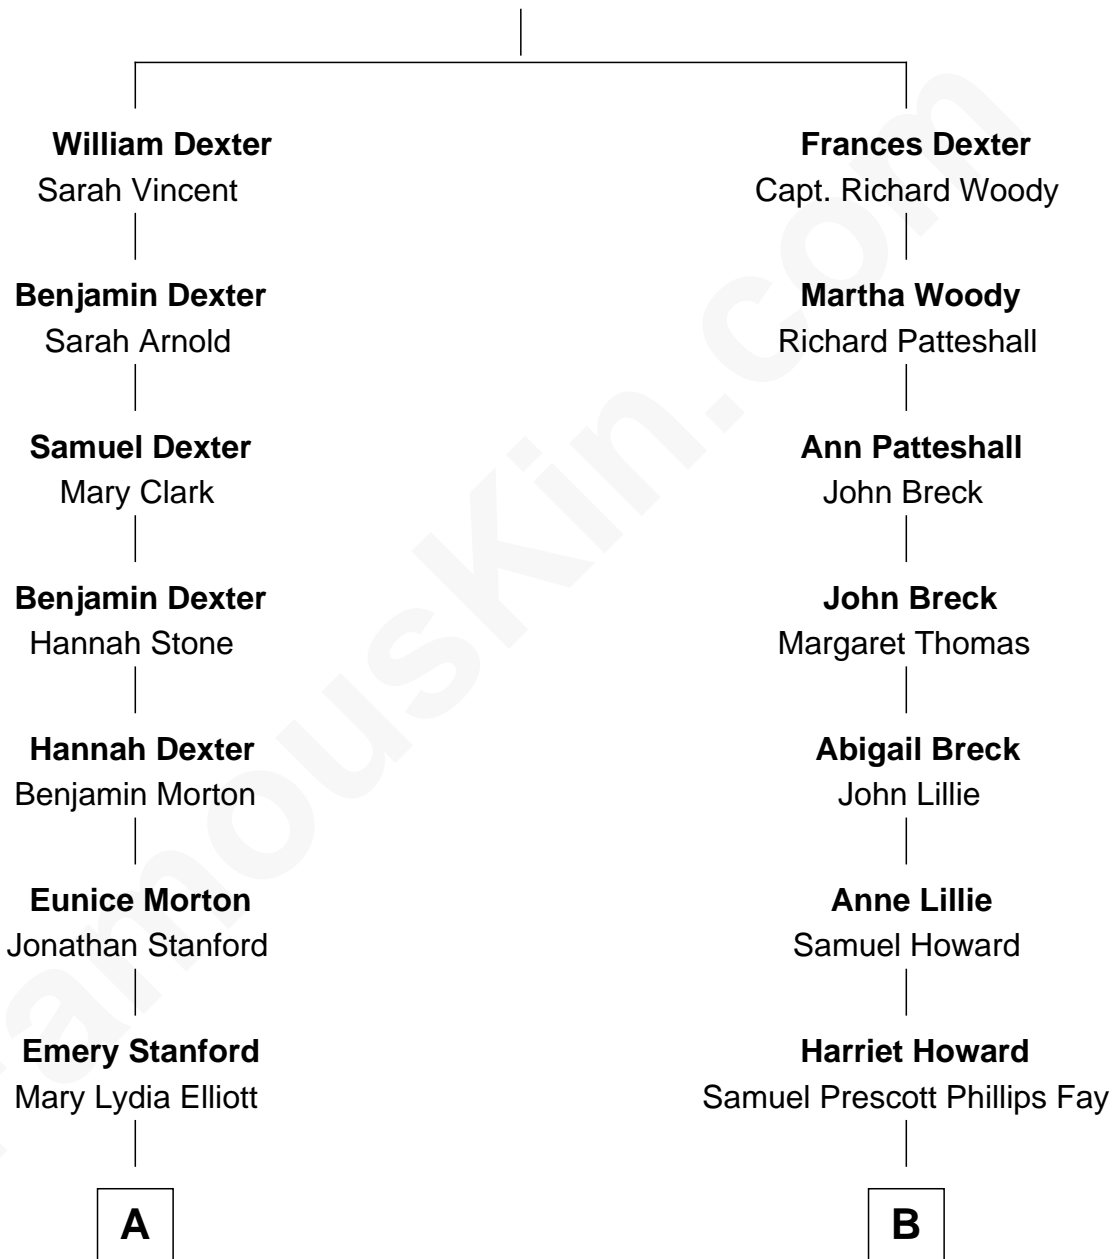 William Dexter
Sarah Vincent
Benjamin Dexter
Sarah Arnold
Samuel Dexter
Mary Clark
Benjamin Dexter
Hannah Stone
Hannah Dexter
Benjamin Morton
Eunice Morton
Jonathan Stanford
Emery Stanford
Mary Lydia Elliott
A
Frances Dexter
Capt. Richard Woody
Martha Woody
Richard Patteshall
Ann Patteshall
John Breck
John Breck
Margaret Thomas
Abigail Breck
John Lillie
Anne Lillie
Samuel Howard
Harriet Howard
Samuel Prescott Phillips Fay
B
FamousKin.com